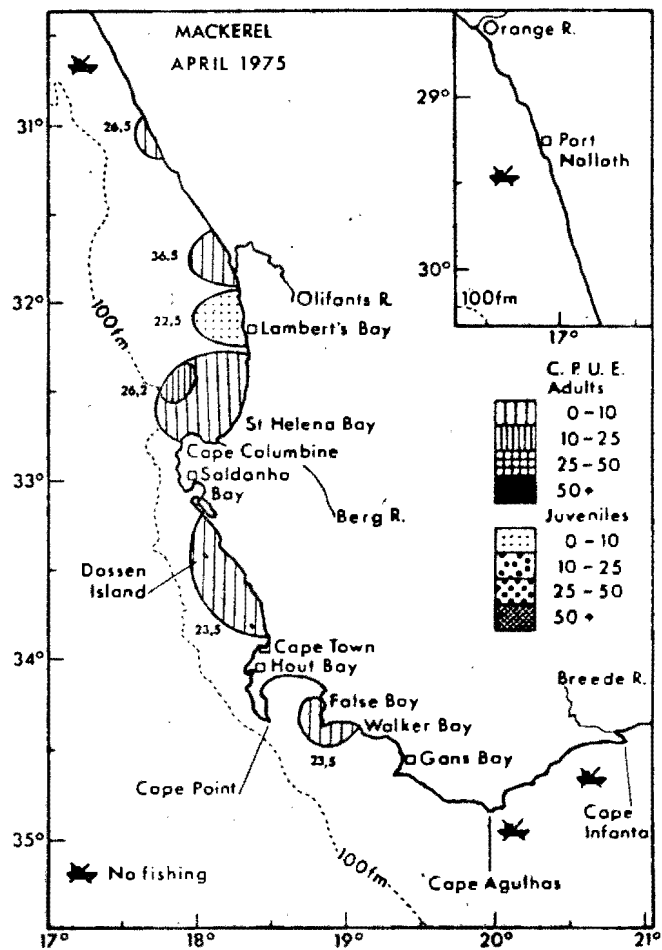 MACKEREL
APRIL 1975
31°
32°
33°
34°
35°
17°
18°
19°
20°
21°
26,5
36.5
22,5
26,2
23,5
23,5
Olifants R.
Lambert's Bay
St Helena Bay
Cape Columbine
Saldanha
Bay
Berg R.
Dassen
Island
Cape Town
Hout Bay
False Bay
Walker Bay
Gans Bay
Cape Point
Breede R.
Cape
Infanta
Cape Agulhas
100fm
100fm
No fishing
Orange R.
29°
Port
Nolloth
30°
100fm
17°
C. P. U. E.
Adults
0-10
10-25
25-50
50+
Juveniles
0-10
10-25
25-50
50+